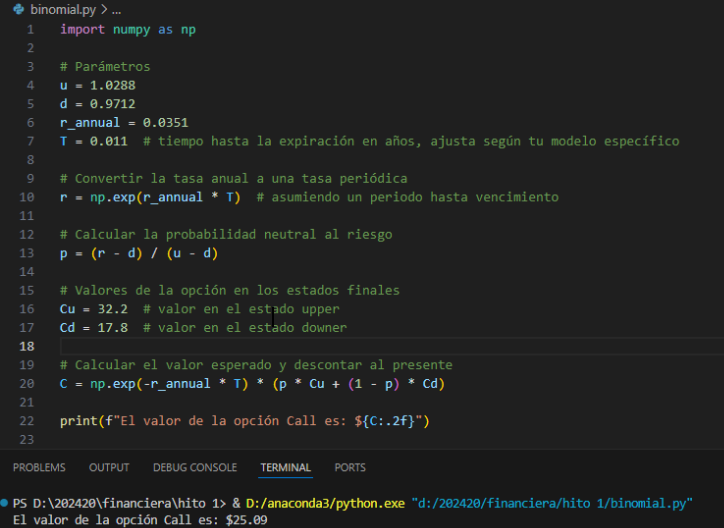 binomial.py > ...
1 import numpy as np
2
3 # Parámetros
4 u = 1.0288
5 d = 0.9712
6 r_annual = 0.0351
7 T = 0.011  # tiempo hasta la expiración en años, ajusta según tu modelo específico
8
9 # Convertir la tasa anual a una tasa periódica
10 r = np.exp(r_annual * T)  # asumiendo un periodo hasta vencimiento
11
12 # Calcular la probabilidad neutral al riesgo
13 p = (r - d) / (u - d)
14
15 # Valores de la opción en los estados finales
16 Cu = 32.2  # valor en el estado upper
17 Cd = 17.8  # valor en el estado downer
18
19 # Calcular el valor esperado y descontar al presente
20 C = np.exp(-r_annual * T) * (p * Cu + (1 - p) * Cd)
21
22 print(f"El valor de la opción Call es: ${C:.2f}")
23
PROBLEMS OUTPUT DEBUG CONSOLE TERMINAL PORTS
PS D:\202420\financiera\hito 1> & D:/anaconda3/python.exe "d:/202420/financiera/hito 1/binomial.py"
El valor de la opción Call es: $25.09